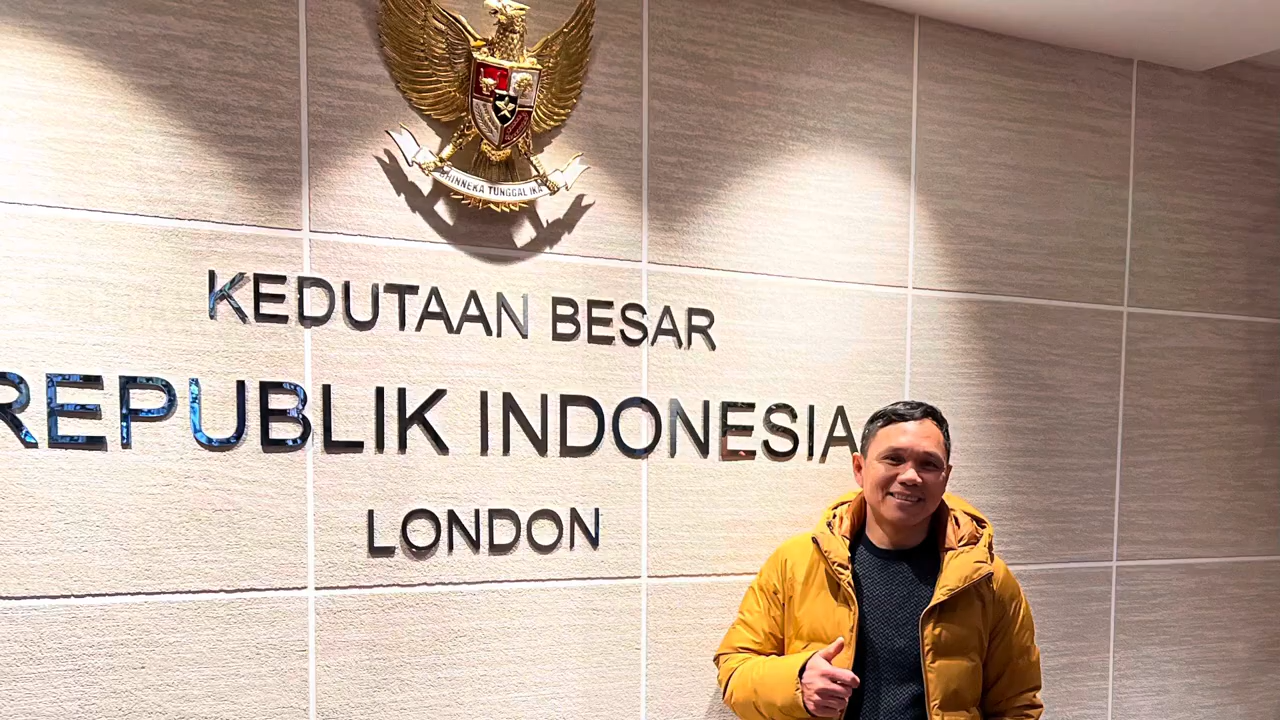 BHINNEKA TUNGGAL IKA
KEDUTAAN BESAR
REPUBLIK INDONESIA
LONDON